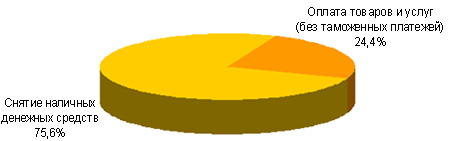 Оплата товаров и услуг
(без таможенных платежей)
24,4%
Снятие наличных
денежных средств
75,6%